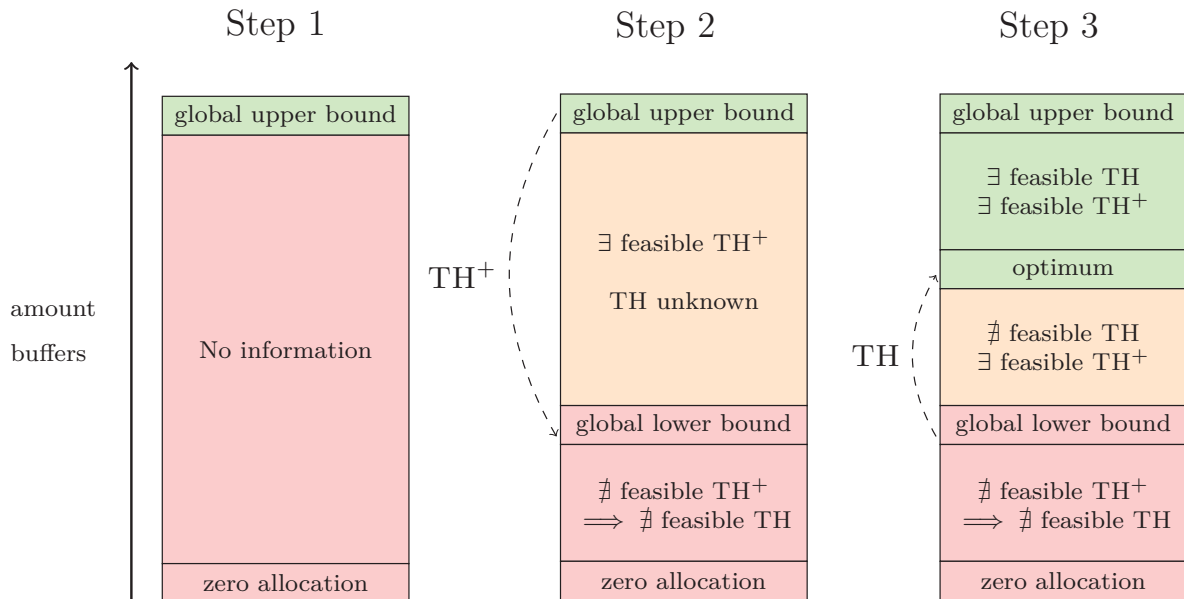 Step 1
Step 2
Step 3
amount
buffers
global upper bound
No information
zero allocation
TH⁺
global upper bound
∃ feasible TH⁺
TH unknown
global lower bound
∄ feasible TH⁺
⟹ ∄ feasible TH
zero allocation
TH
global upper bound
∃ feasible TH
∃ feasible TH⁺
optimum
∄ feasible TH
∃ feasible TH⁺
global lower bound
∄ feasible TH⁺
⟹ ∄ feasible TH
zero allocation